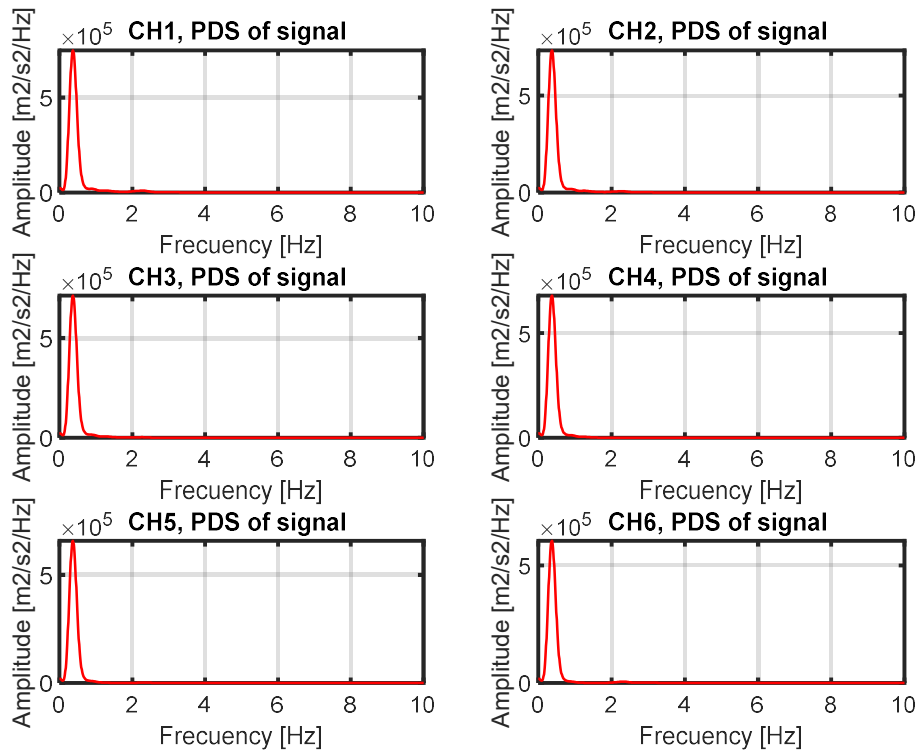 ×10⁵ CH1, PDS of signal
Amplitude [m2/s2/Hz]
5
0
0 2 4 6 8 10
Frecuency [Hz]
×10⁵ CH2, PDS of signal
Amplitude [m2/s2/Hz]
5
0
0 2 4 6 8 10
Frecuency [Hz]
×10⁵ CH3, PDS of signal
Amplitude [m2/s2/Hz]
5
0
0 2 4 6 8 10
Frecuency [Hz]
×10⁵ CH4, PDS of signal
Amplitude [m2/s2/Hz]
5
0
0 2 4 6 8 10
Frecuency [Hz]
×10⁵ CH5, PDS of signal
Amplitude [m2/s2/Hz]
5
0
0 2 4 6 8 10
Frecuency [Hz]
×10⁵ CH6, PDS of signal
Amplitude [m2/s2/Hz]
5
0
0 2 4 6 8 10
Frecuency [Hz]